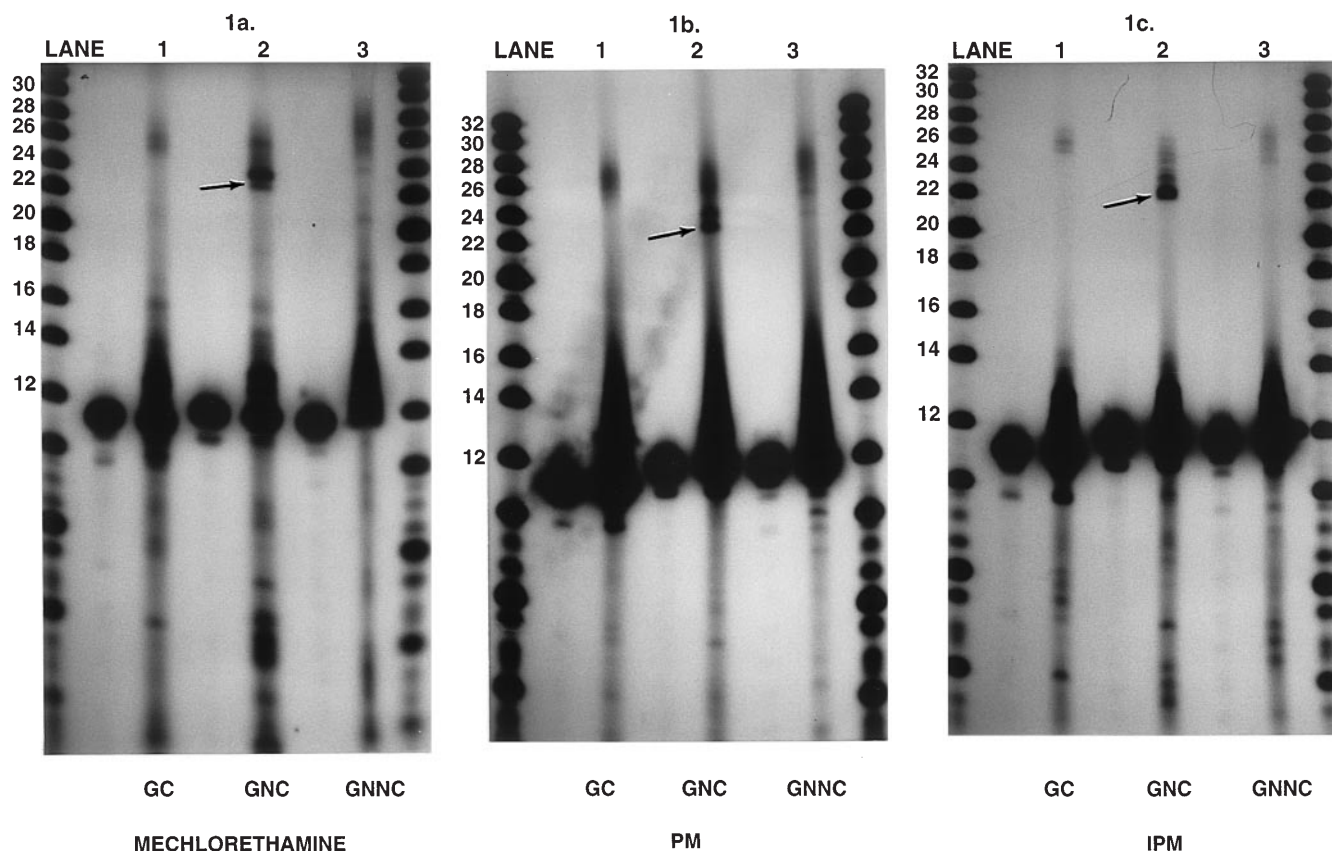 1a.
LANE 1 2 3
30
28
26
24
22
20
18
16
14
12
GC GNC GNNC
MECHLORETHAMINE
1b.
LANE 1 2 3
32
30
28
26
24
22
20
18
16
14
12
GC GNC GNNC
PM
1c.
LANE 1 2 3
32
30
28
26
24
22
20
18
16
14
12
GC GNC GNNC
IPM